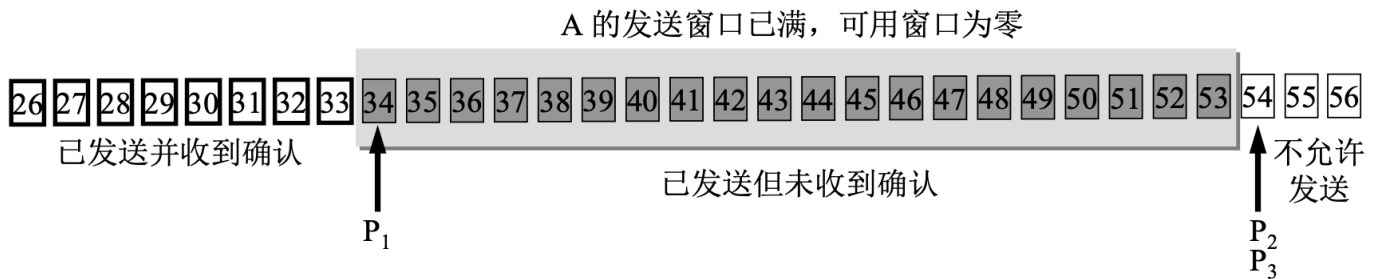 A 的发送窗口已满，可用窗口为零
26 27 28 29 30 31 32 33 34 35 36 37 38 39 40 41 42 43 44 45 46 47 48 49 50 51 52 53 54 55 56
已发送并收到确认
已发送但未收到确认
不允许
发送
P1
P2
P3